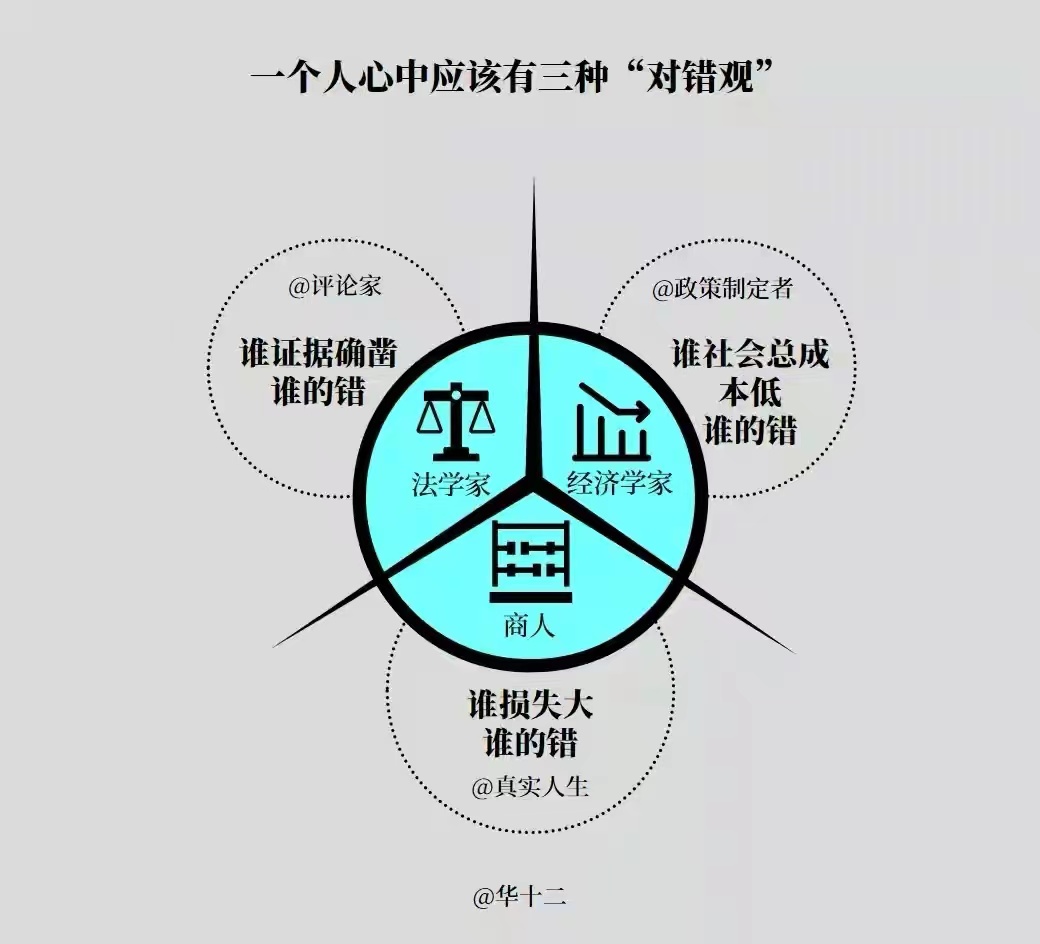 一个人心中应该有三种“对错观”
@评论家
谁证据确凿
谁的错
法学家
@政策制定者
谁社会总成
本低
谁的错
经济学家
商人
谁损失大
谁的错
@真实人生
@华十二